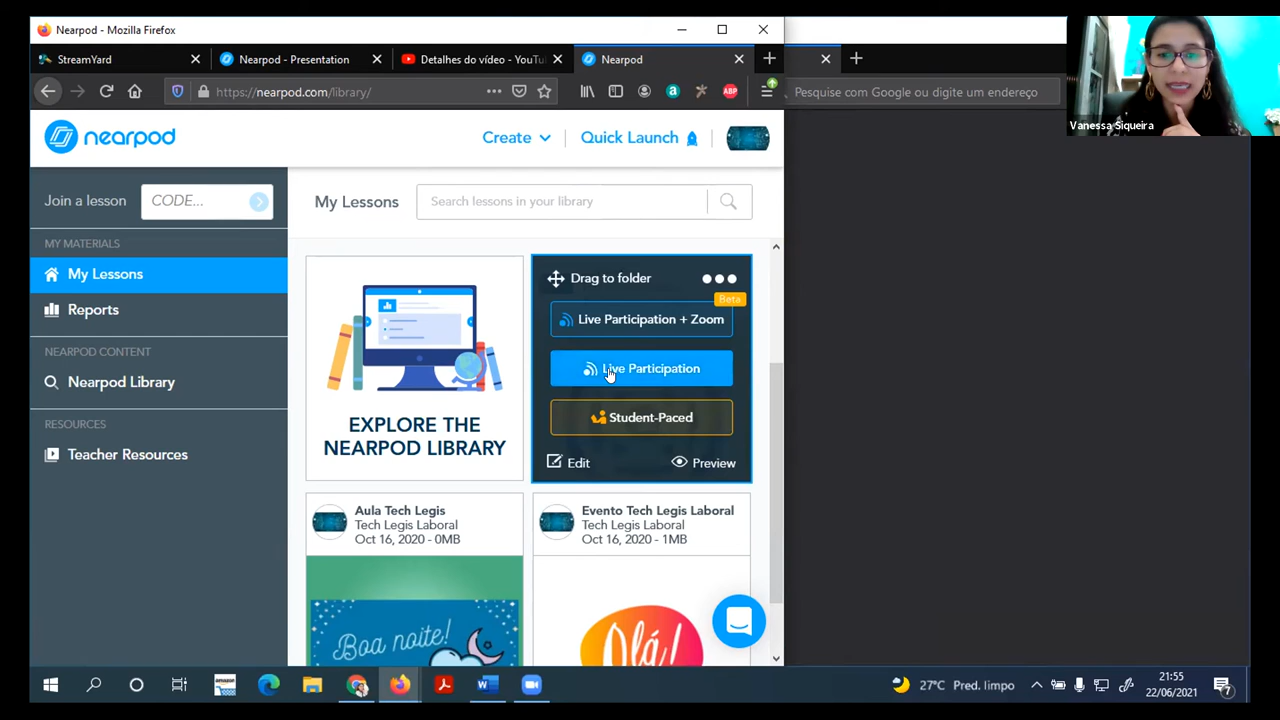 Nearpod - Mozilla Firefox
StreamYard
Nearpod - Presentation
Detalhes do vídeo - YouTu
Nearpod
https://nearpod.com/library/
ABP
Pesquise com Google ou digite um endereço
Vanessa Siqueira
nearpod
Create
Quick Launch
Join a lesson
CODE...
My Lessons
Search lessons in your library
MY MATERIALS
My Lessons
Reports
NEARPOD CONTENT
Nearpod Library
RESOURCES
Teacher Resources
EXPLORE THE
NEARPOD LIBRARY
Drag to folder
Beta
Live Participation + Zoom
Live Participation
Student-Paced
Edit
Preview
Aula Tech Legis
Tech Legis Laboral
Oct 16, 2020 - 0MB
Boa noite!
Evento Tech Legis Laboral
Tech Legis Laboral
Oct 16, 2020 - 1MB
Olá!
amazon
27°C Pred. limpo
21:55
22/06/2021
7